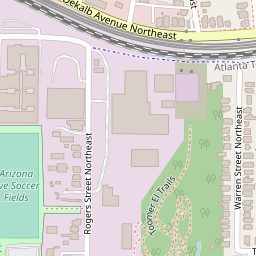 Dekalb Avenue Northeast
Atlanta T
Rogers Street Northeast
Warren Street Northeast
Toomer El Trails
Arizona
ve Soccer
Fields
T